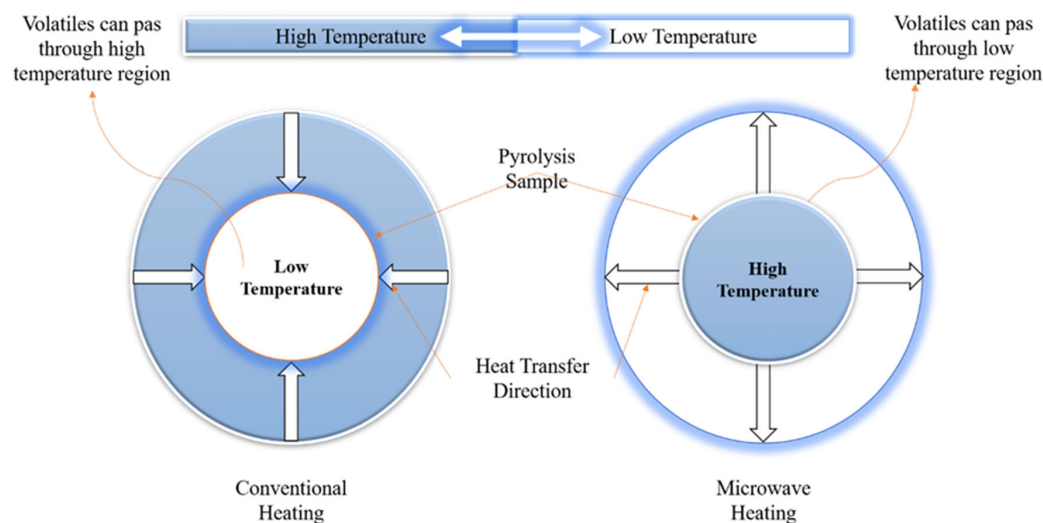 Volatiles can pas
through high
temperature region
High Temperature
Low Temperature
Volatiles can pas
through low
temperature region
Pyrolysis
Sample
Low
Temperature
High
Temperature
Heat Transfer
Direction
Conventional
Heating
Microwave
Heating